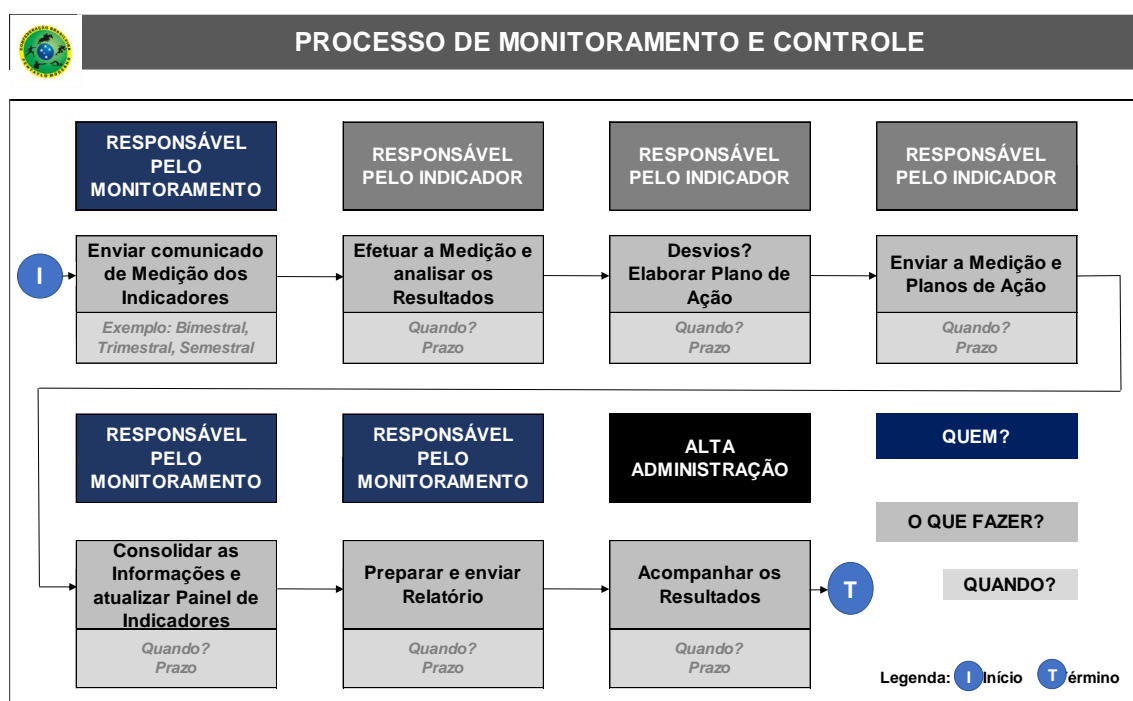 PROCESSO DE MONITORAMENTO E CONTROLE
RESPONSÁVEL
PELO
MONITORAMENTO
RESPONSÁVEL
PELO INDICADOR
RESPONSÁVEL
PELO INDICADOR
RESPONSÁVEL
PELO INDICADOR
I
Enviar comunicado
de Medição dos
Indicadores
Exemplo: Bimestral,
Trimestral, Semestral
Efetuar a Medição e
analisar os
Resultados
Quando?
Prazo
Desvios?
Elaborar Plano de
Ação
Quando?
Prazo
Enviar a Medição e
Planos de Ação
Quando?
Prazo
RESPONSÁVEL
PELO
MONITORAMENTO
RESPONSÁVEL
PELO
MONITORAMENTO
ALTA
ADMINISTRAÇÃO
Consolidar as
Informações e
atualizar Painel de
Indicadores
Quando?
Prazo
Preparar e enviar
Relatório
Quando?
Prazo
Acompanhar os
Resultados
Quando?
Prazo
T
QUEM?
O QUE FAZER?
QUANDO?
Legenda: I Início T Término